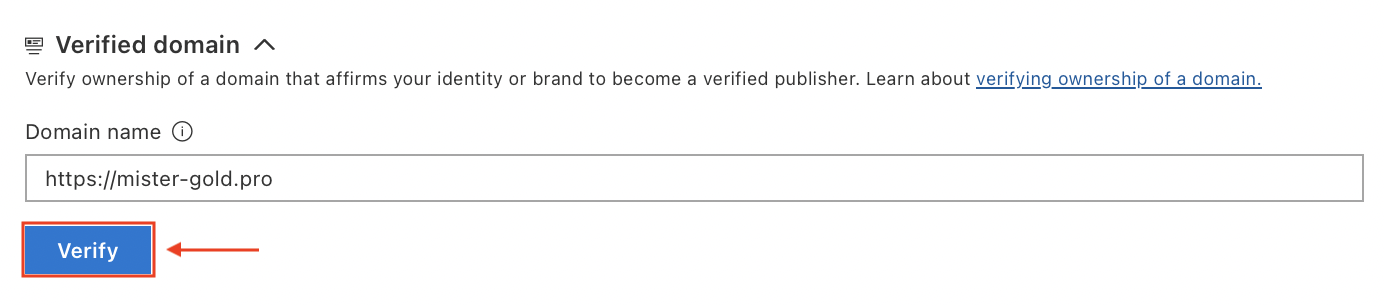 Verified domain
Verify ownership of a domain that affirms your identity or brand to become a verified publisher. Learn about verifying ownership of a domain.
Domain name
https://mister-gold.pro
Verify